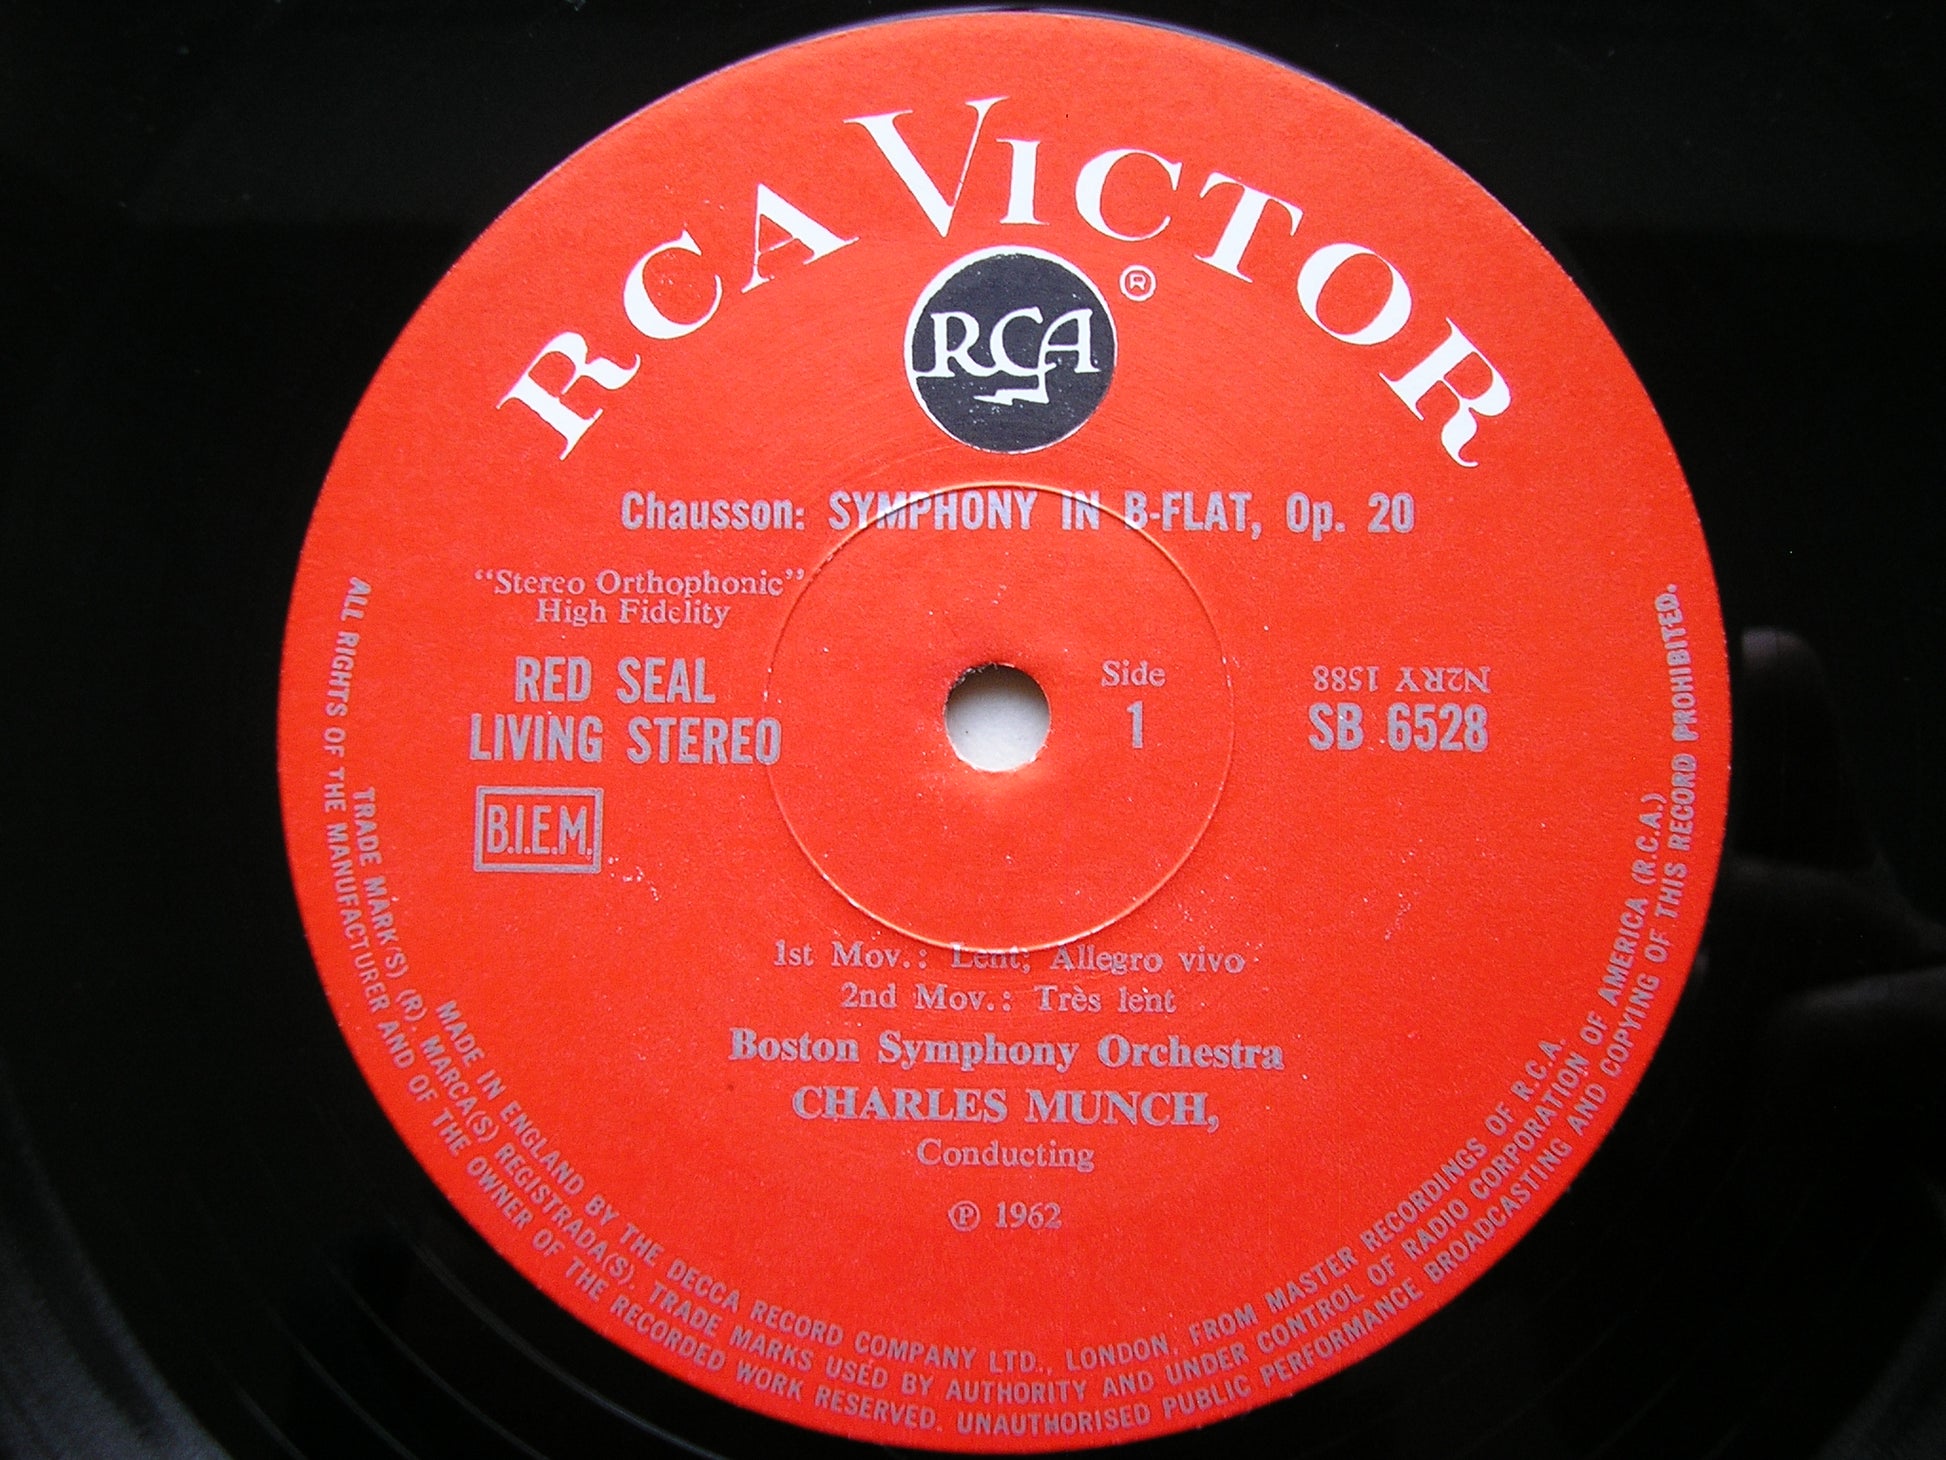 RCA VICTOR
®
RCA
Chausson: SYMPHONY IN B-FLAT, Op. 20
"Stereo Orthophonic"
High Fidelity
RED SEAL
LIVING STEREO
B.I.E.M.
Side
1
N2RY 1588
SB 6528
1st Mov.: Lent; Allegro vivo
2nd Mov.: Très lent
Boston Symphony Orchestra
CHARLES MUNCH,
Conducting
℗ 1962
MADE IN ENGLAND BY THE DECCA RECORD COMPANY LTD., LONDON, FROM MASTER RECORDINGS OF R.C.A.
TRADE MARK(S) (R). MARCA(S) REGISTRADA(S). TRADE MARKS USED BY AUTHORITY AND UNDER CONTROL OF RADIO CORPORATION OF AMERICA (R.C.A.)
ALL RIGHTS OF THE MANUFACTURER AND OF THE OWNER OF THE RECORDED WORK RESERVED. UNAUTHORISED PUBLIC PERFORMANCE BROADCASTING AND COPYING OF THIS RECORD PROHIBITED.